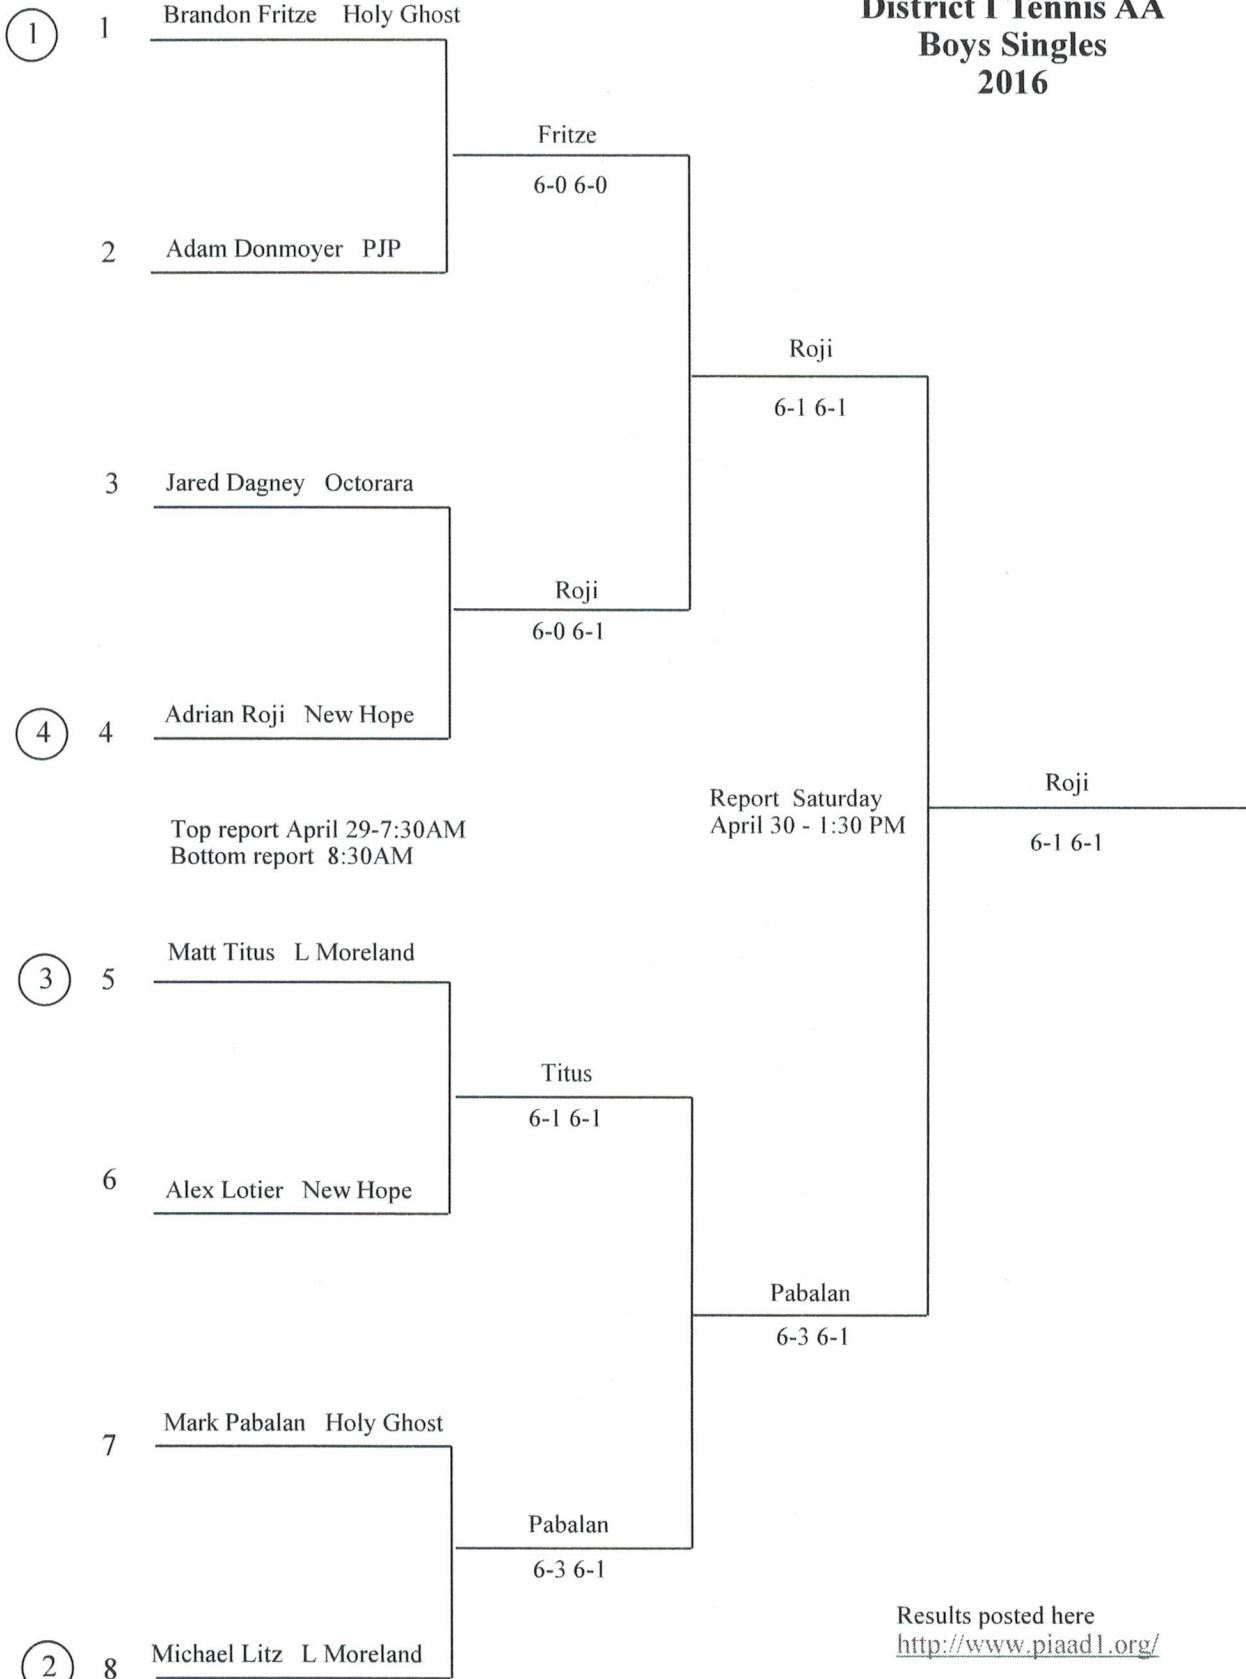 District 1 Tennis AA
Boys Singles
2016
1 1 Brandon Fritze Holy Ghost
Fritze
6-0 6-0
2 Adam Donmoyer PJP
Roji
6-1 6-1
3 Jared Dagney Octorara
Roji
6-0 6-1
4 4 Adrian Roji New Hope
Roji
6-1 6-1
Report Saturday
April 30 - 1:30 PM
Top report April 29-7:30AM
Bottom report 8:30AM
3 5 Matt Titus L Moreland
Titus
6-1 6-1
6 Alex Lotier New Hope
Pabalan
6-3 6-1
7 Mark Pabalan Holy Ghost
Pabalan
6-3 6-1
2 8 Michael Litz L Moreland
Results posted here
http://www.piaad1.org/